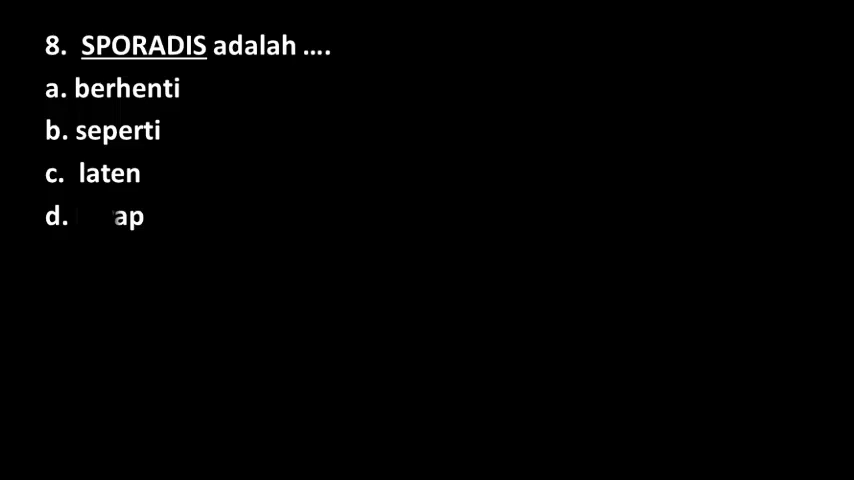 8. SPORADIS adalah ....
a. berhenti
b. seperti
c. laten
d.